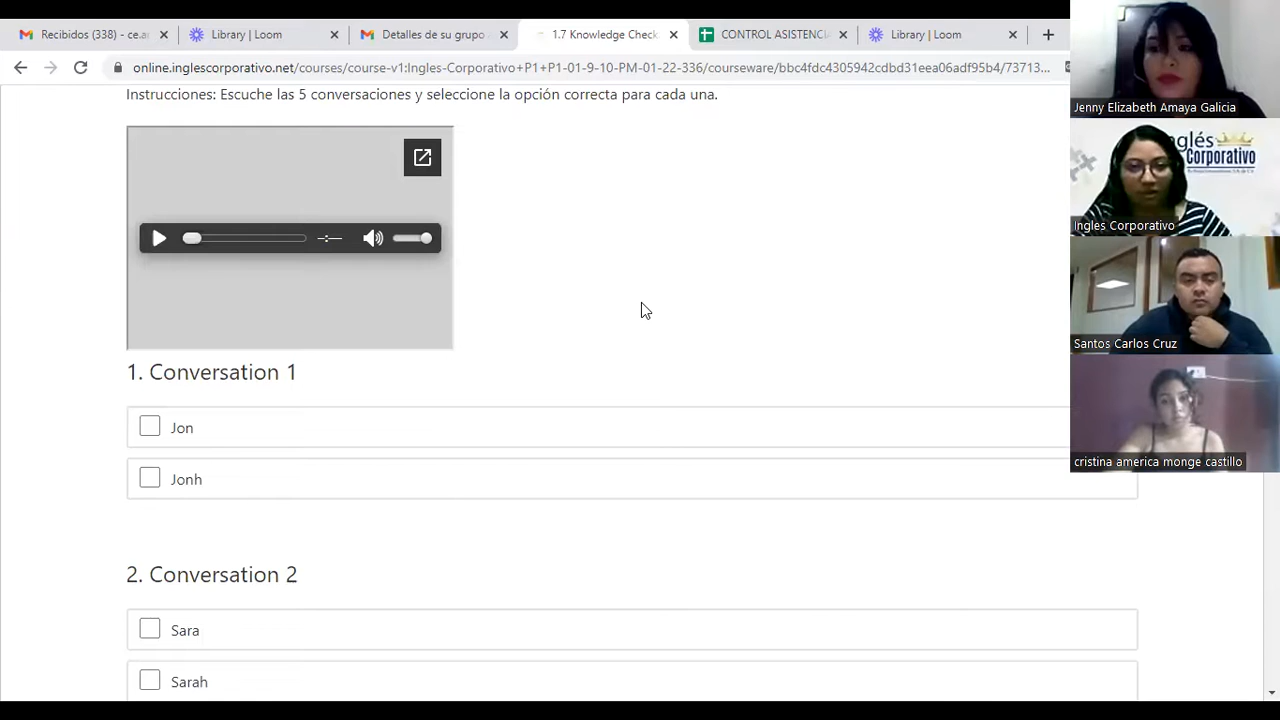 Recibidos (338) - ce.a
Library | Loom
Detalles de su grupo
1.7 Knowledge Check
CONTROL ASISTENCI
Library | Loom
online.inglescorporativo.net/courses/course-v1:Ingles-Corporativo+P1+P1-01-9-10-PM-01-22-336/courseware/bbc4fdc4305942cdbd31eea06adf95b4/73713...
Instrucciones: Escuche las 5 conversaciones y seleccione la opción correcta para cada una.
1. Conversation 1
Jon
Jonh
2. Conversation 2
Sara
Sarah
Jenny Elizabeth Amaya Galicia
nglés
Corporativo
Ingles Corporativo
Santos Carlos Cruz
cristina america monge castillo